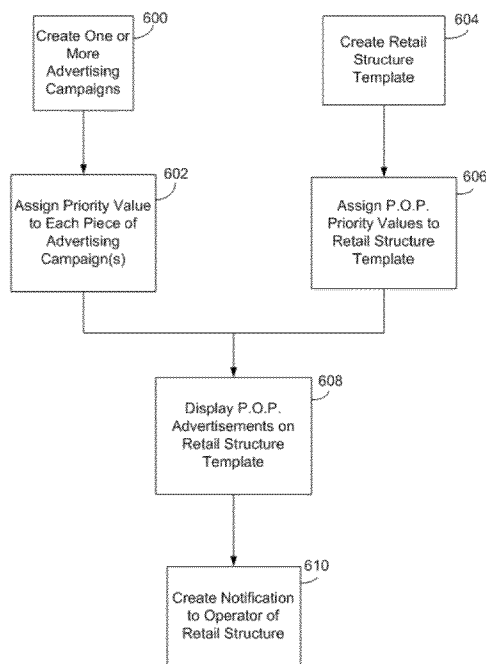 600
Create One or
More
Advertising
Campaigns
604
Create Retail
Structure
Template
602
Assign Priority Value
to Each Piece of
Advertising
Campaign(s)
606
Assign P.O.P.
Priority Values to
Retail Structure
Template
608
Display P.O.P.
Advertisements on
Retail Structure
Template
610
Create Notification
to Operator of
Retail Structure